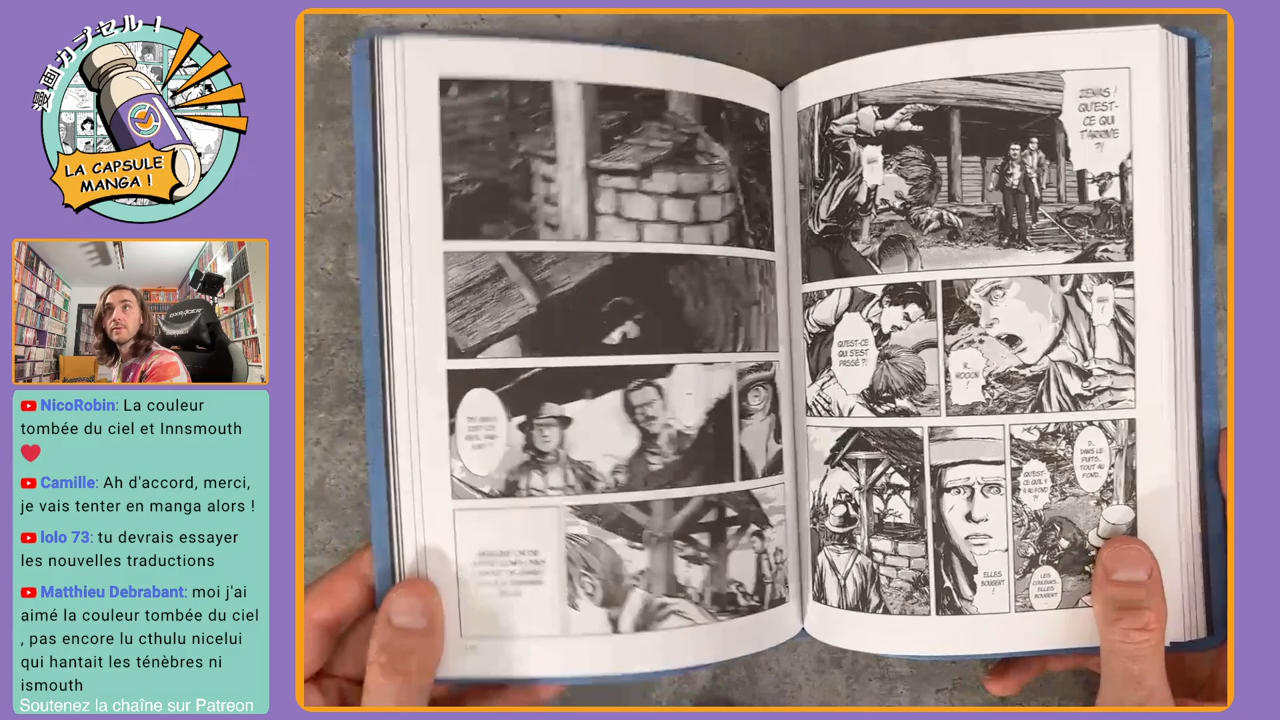 漫画カプセル！
LA CAPSULE
MANGA !
NicoRobin: La couleur
tombée du ciel et Innsmouth
Camille: Ah d'accord, merci,
je vais tenter en manga alors !
lolo 73: tu devrais essayer
les nouvelles traductions
Matthieu Debrabant: moi j'ai
aimé la couleur tombée du ciel
, pas encore lu cthulu nicelui
qui hantait les ténèbres ni
ismouth
Soutenez la chaîne sur Patreon
ZENAS !
QU'EST-
CE QUI
T'ARRIVE
?!
QU'EST-CE
QUI S'EST
PASSÉ ?!
D...
DANS LE
PUITS...
TOUT AU
FOND...
QU'EST-
CE QU'IL Y
A AU FOND
?!
ELLES
BOUGENT
!
LES
COULEURS...
ELLES
BOUGENT